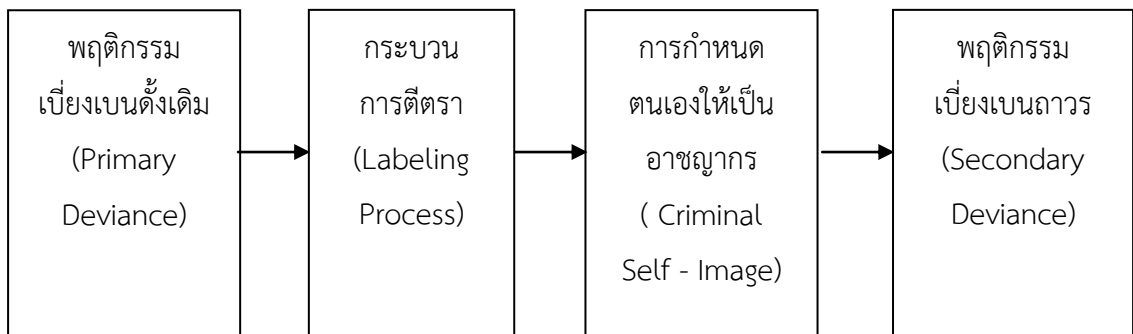 พฤติกรรม
เบี่ยงเบนดั้งเดิม
(Primary
Deviance)
กระบวน
การตีตรา
(Labeling
Process)
การกำหนด
ตนเองให้เป็น
อาชญากร
( Criminal
Self - Image)
พฤติกรรม
เบี่ยงเบนถาวร
(Secondary
Deviance)